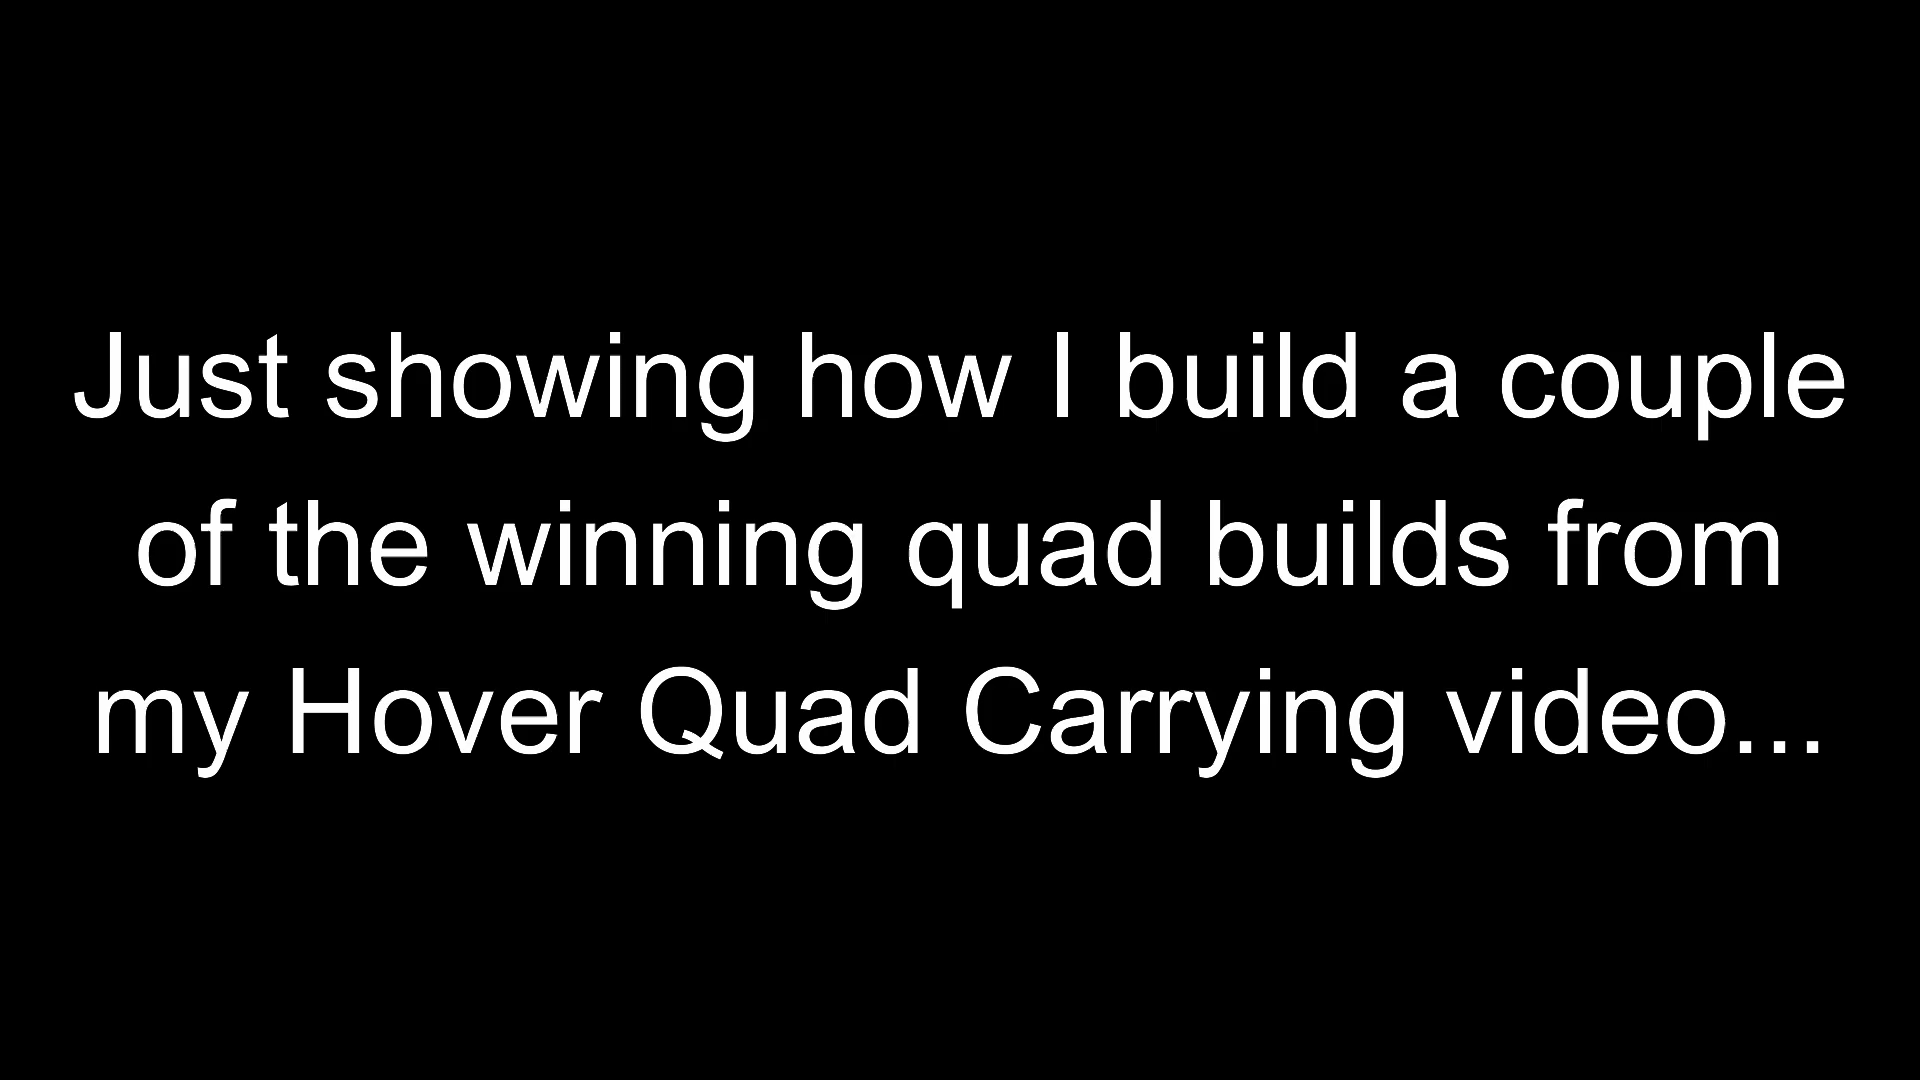 Just showing how I build a couple
of the winning quad builds from
my Hover Quad Carrying video...